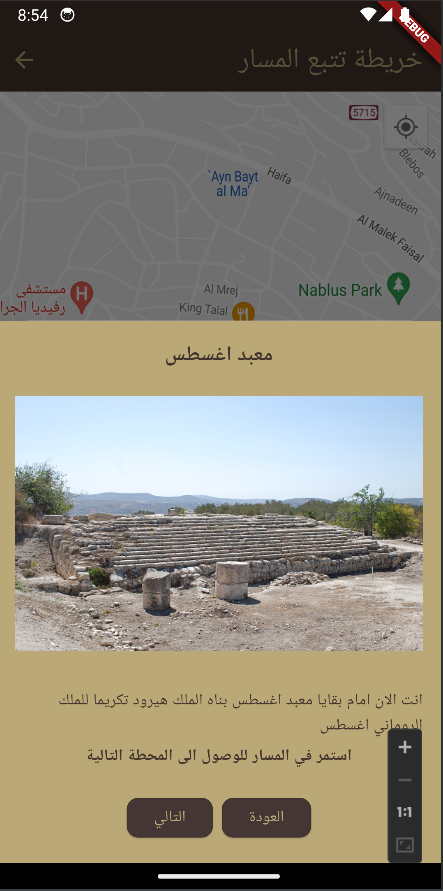 8:54
DEBUG
خريطة تتبع المسار
5715
Haifa
`Ayn Bayt
al Ma'
Blebos
Ajnadeen
Al Malek Faisal
مستشفى
رفيديا الجرا
H
Al Mrej
King Talal
Nablus Park
معبد اغسطس
انت الان امام بقايا معبد اغسطس بناه الملك هيرود تكريما للملك
الروماني اغسطس
استمر في المسار للوصول الى المحطة التالية
1:1
العودة
التالي